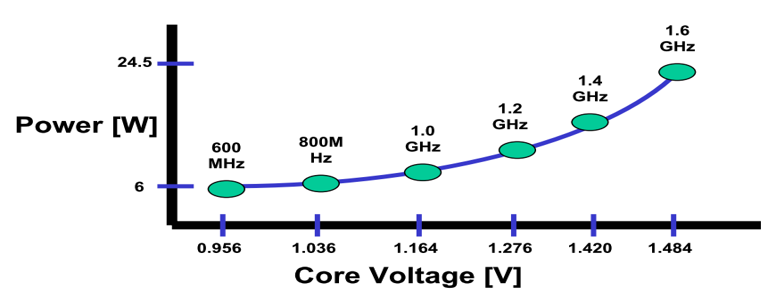 1.6
GHz
24.5
1.4
GHz
1.2
GHz
Power [W]
1.0
GHz
800M
Hz
600
MHz
6
0.956
1.036
1.164
1.276
1.420
1.484
Core Voltage [V]